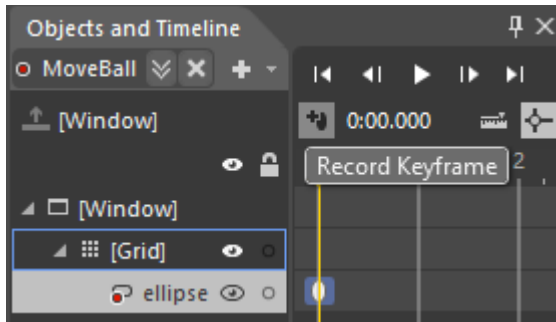 Objects and Timeline
MoveBall
[Window]
0:00.000
Record Keyframe
2
[Window]
[Grid]
ellipse